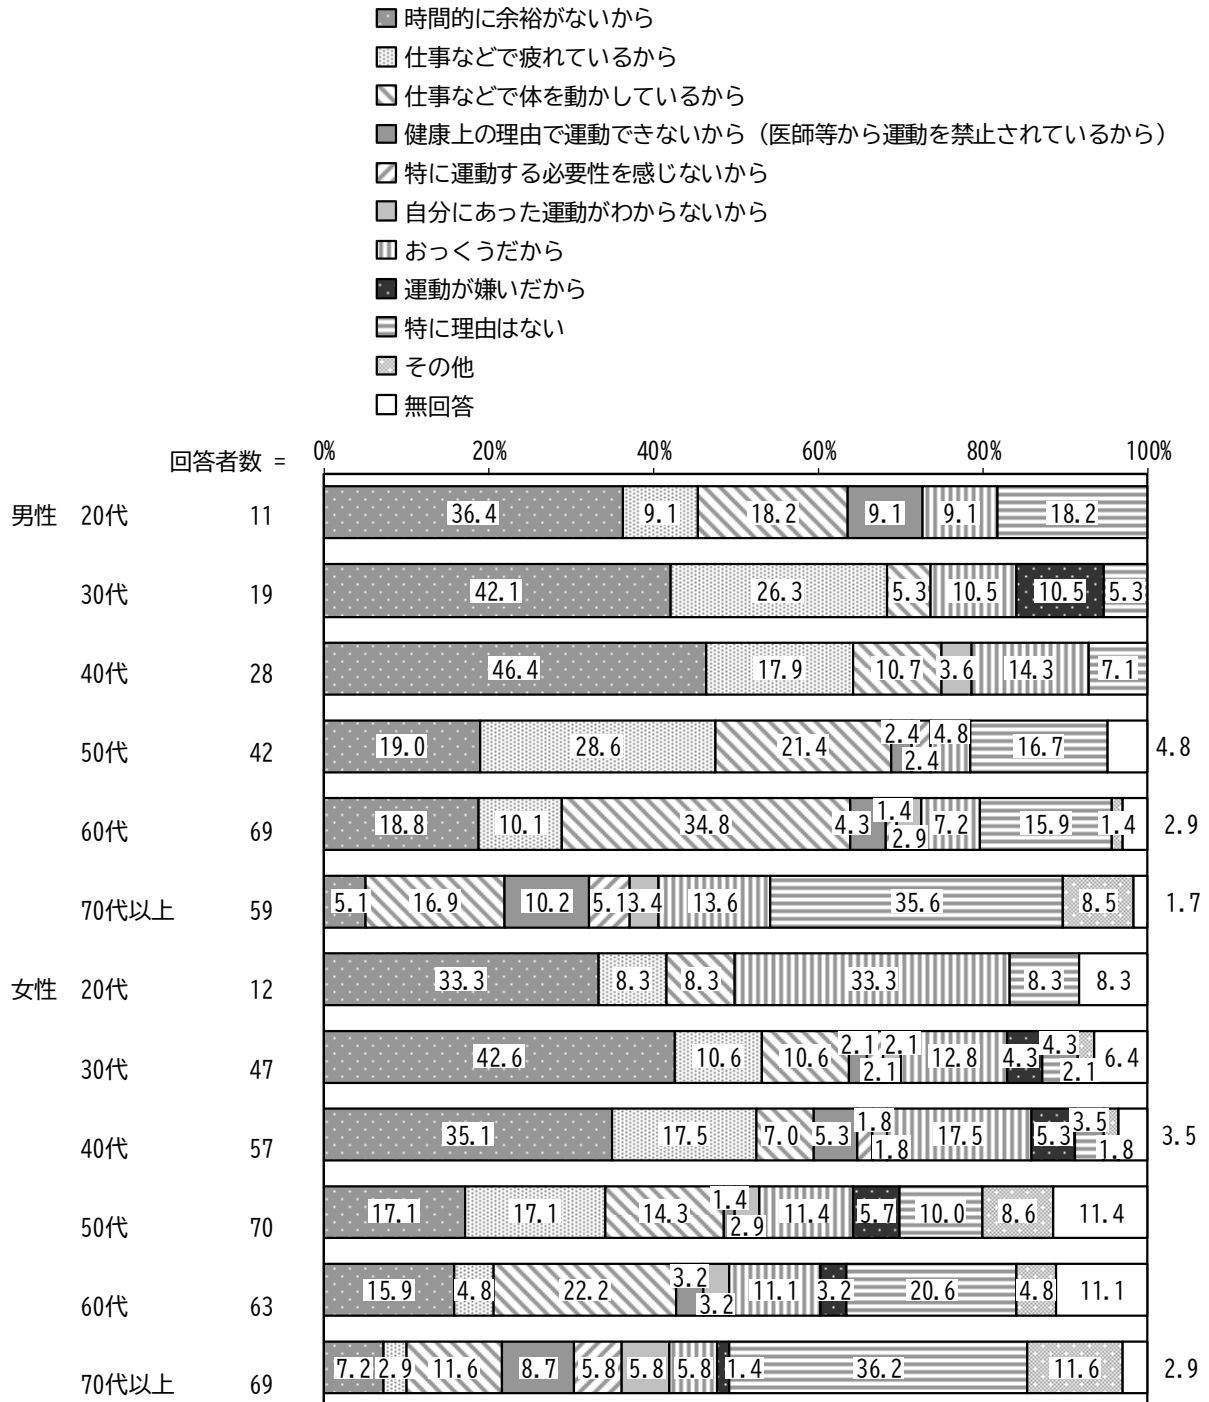 時間的に余裕がないから
仕事などで疲れているから
仕事などで体を動かしているから
健康上の理由で運動できないから（医師等から運動を禁止されているから）
特に運動する必要性を感じないから
自分にあった運動がわからないから
おっくうだから
運動が嫌いだから
特に理由はない
その他
無回答
回答者数 = 0% 20% 40% 60% 80% 100%
男性 20代 11 36.4 9.1 18.2 9.1 9.1 18.2
30代 19 42.1 26.3 5.3 10.5 10.5 5.3
40代 28 46.4 17.9 10.7 3.6 14.3 7.1
50代 42 19.0 28.6 21.4 2.4 2.4 4.8 16.7 4.8
60代 69 18.8 10.1 34.8 4.3 1.4 2.9 7.2 15.9 1.4 2.9
70代以上 59 5.1 16.9 10.2 5.1 3.4 13.6 35.6 8.5 1.7
女性 20代 12 33.3 8.3 8.3 33.3 8.3 8.3
30代 47 42.6 10.6 10.6 2.1 2.1 2.1 12.8 4.3 4.3 2.1 6.4
40代 57 35.1 17.5 7.0 5.3 1.8 1.8 17.5 5.3 3.5 1.8 3.5
50代 70 17.1 17.1 14.3 1.4 2.9 11.4 5.7 10.0 8.6 11.4
60代 63 15.9 4.8 22.2 3.2 3.2 11.1 3.2 20.6 4.8 11.1
70代以上 69 7.2 2.9 11.6 8.7 5.8 5.8 5.8 1.4 36.2 11.6 2.9